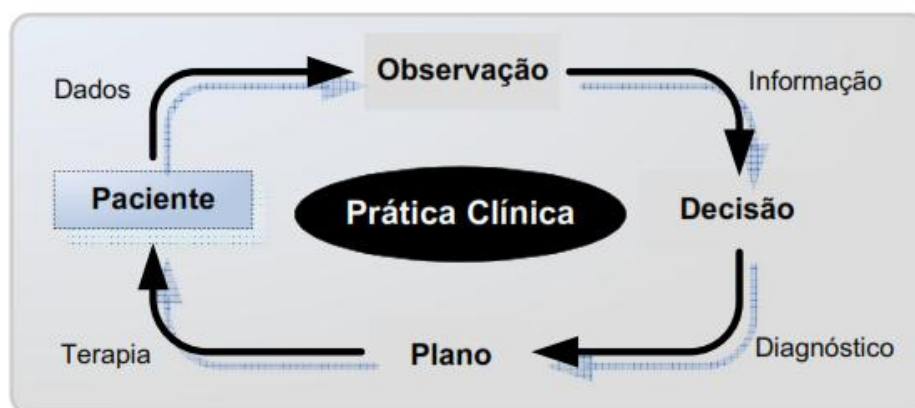 Observação
Dados
Informação
Paciente
Prática Clínica
Decisão
Terapia
Plano
Diagnóstico